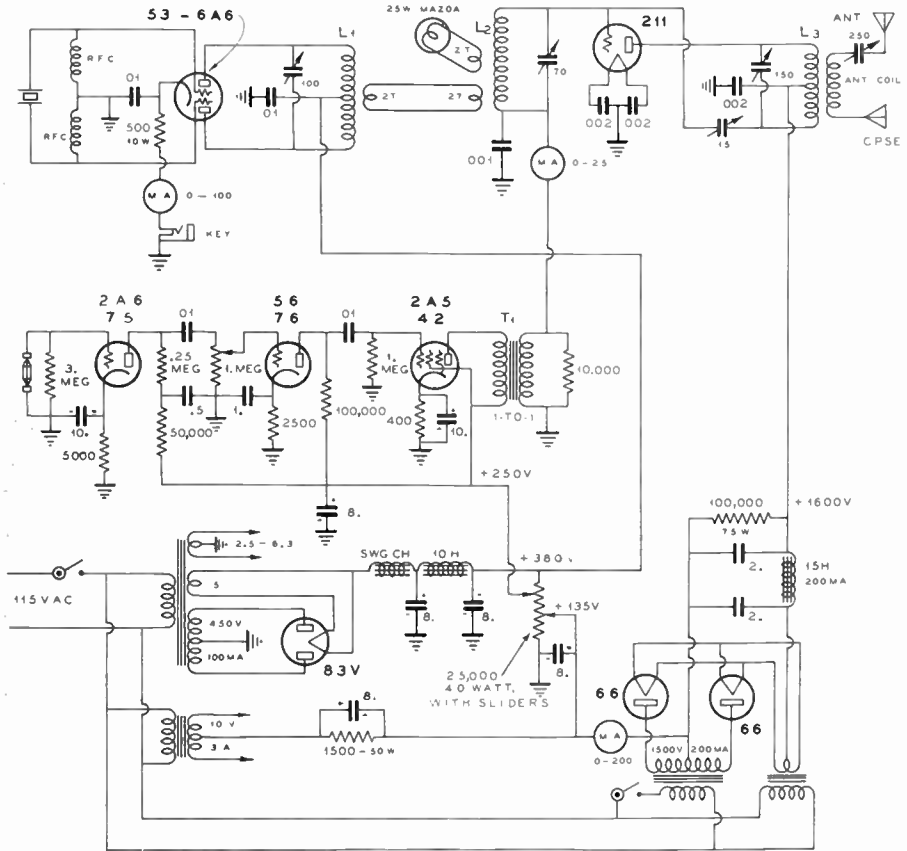 53 - 6A6
25W MAZDA
211
ANT
250
L1
L2
L3
2T
RFC
01
100
70
150
ANT COIL
01
2T
27
002
002
002
RFC
500
10W
15
CPSE
001
MA
0-25
MA
0-100
KEY
2A6
75
01
56
76
01
2A5
42
T1
3.
MEG
.25
MEG
1. MEG
1.
MEG
10.000
10.
.5
1.
100,000
400
10.
1-TO-1
5000
50,000
2500
+250V
8.
100,000
75W
+1600V
2.5-6.3
SWG CH
10 H
+380V
2.
15H
200MA
115VAC
5
+135V
450V
8.
8.
2.
100MA
83V
8.
25,000
40 WATT,
WITH SLIDERS
66
66
8.
10V
3A
1500-50W
MA
0-200
1500V
200MA